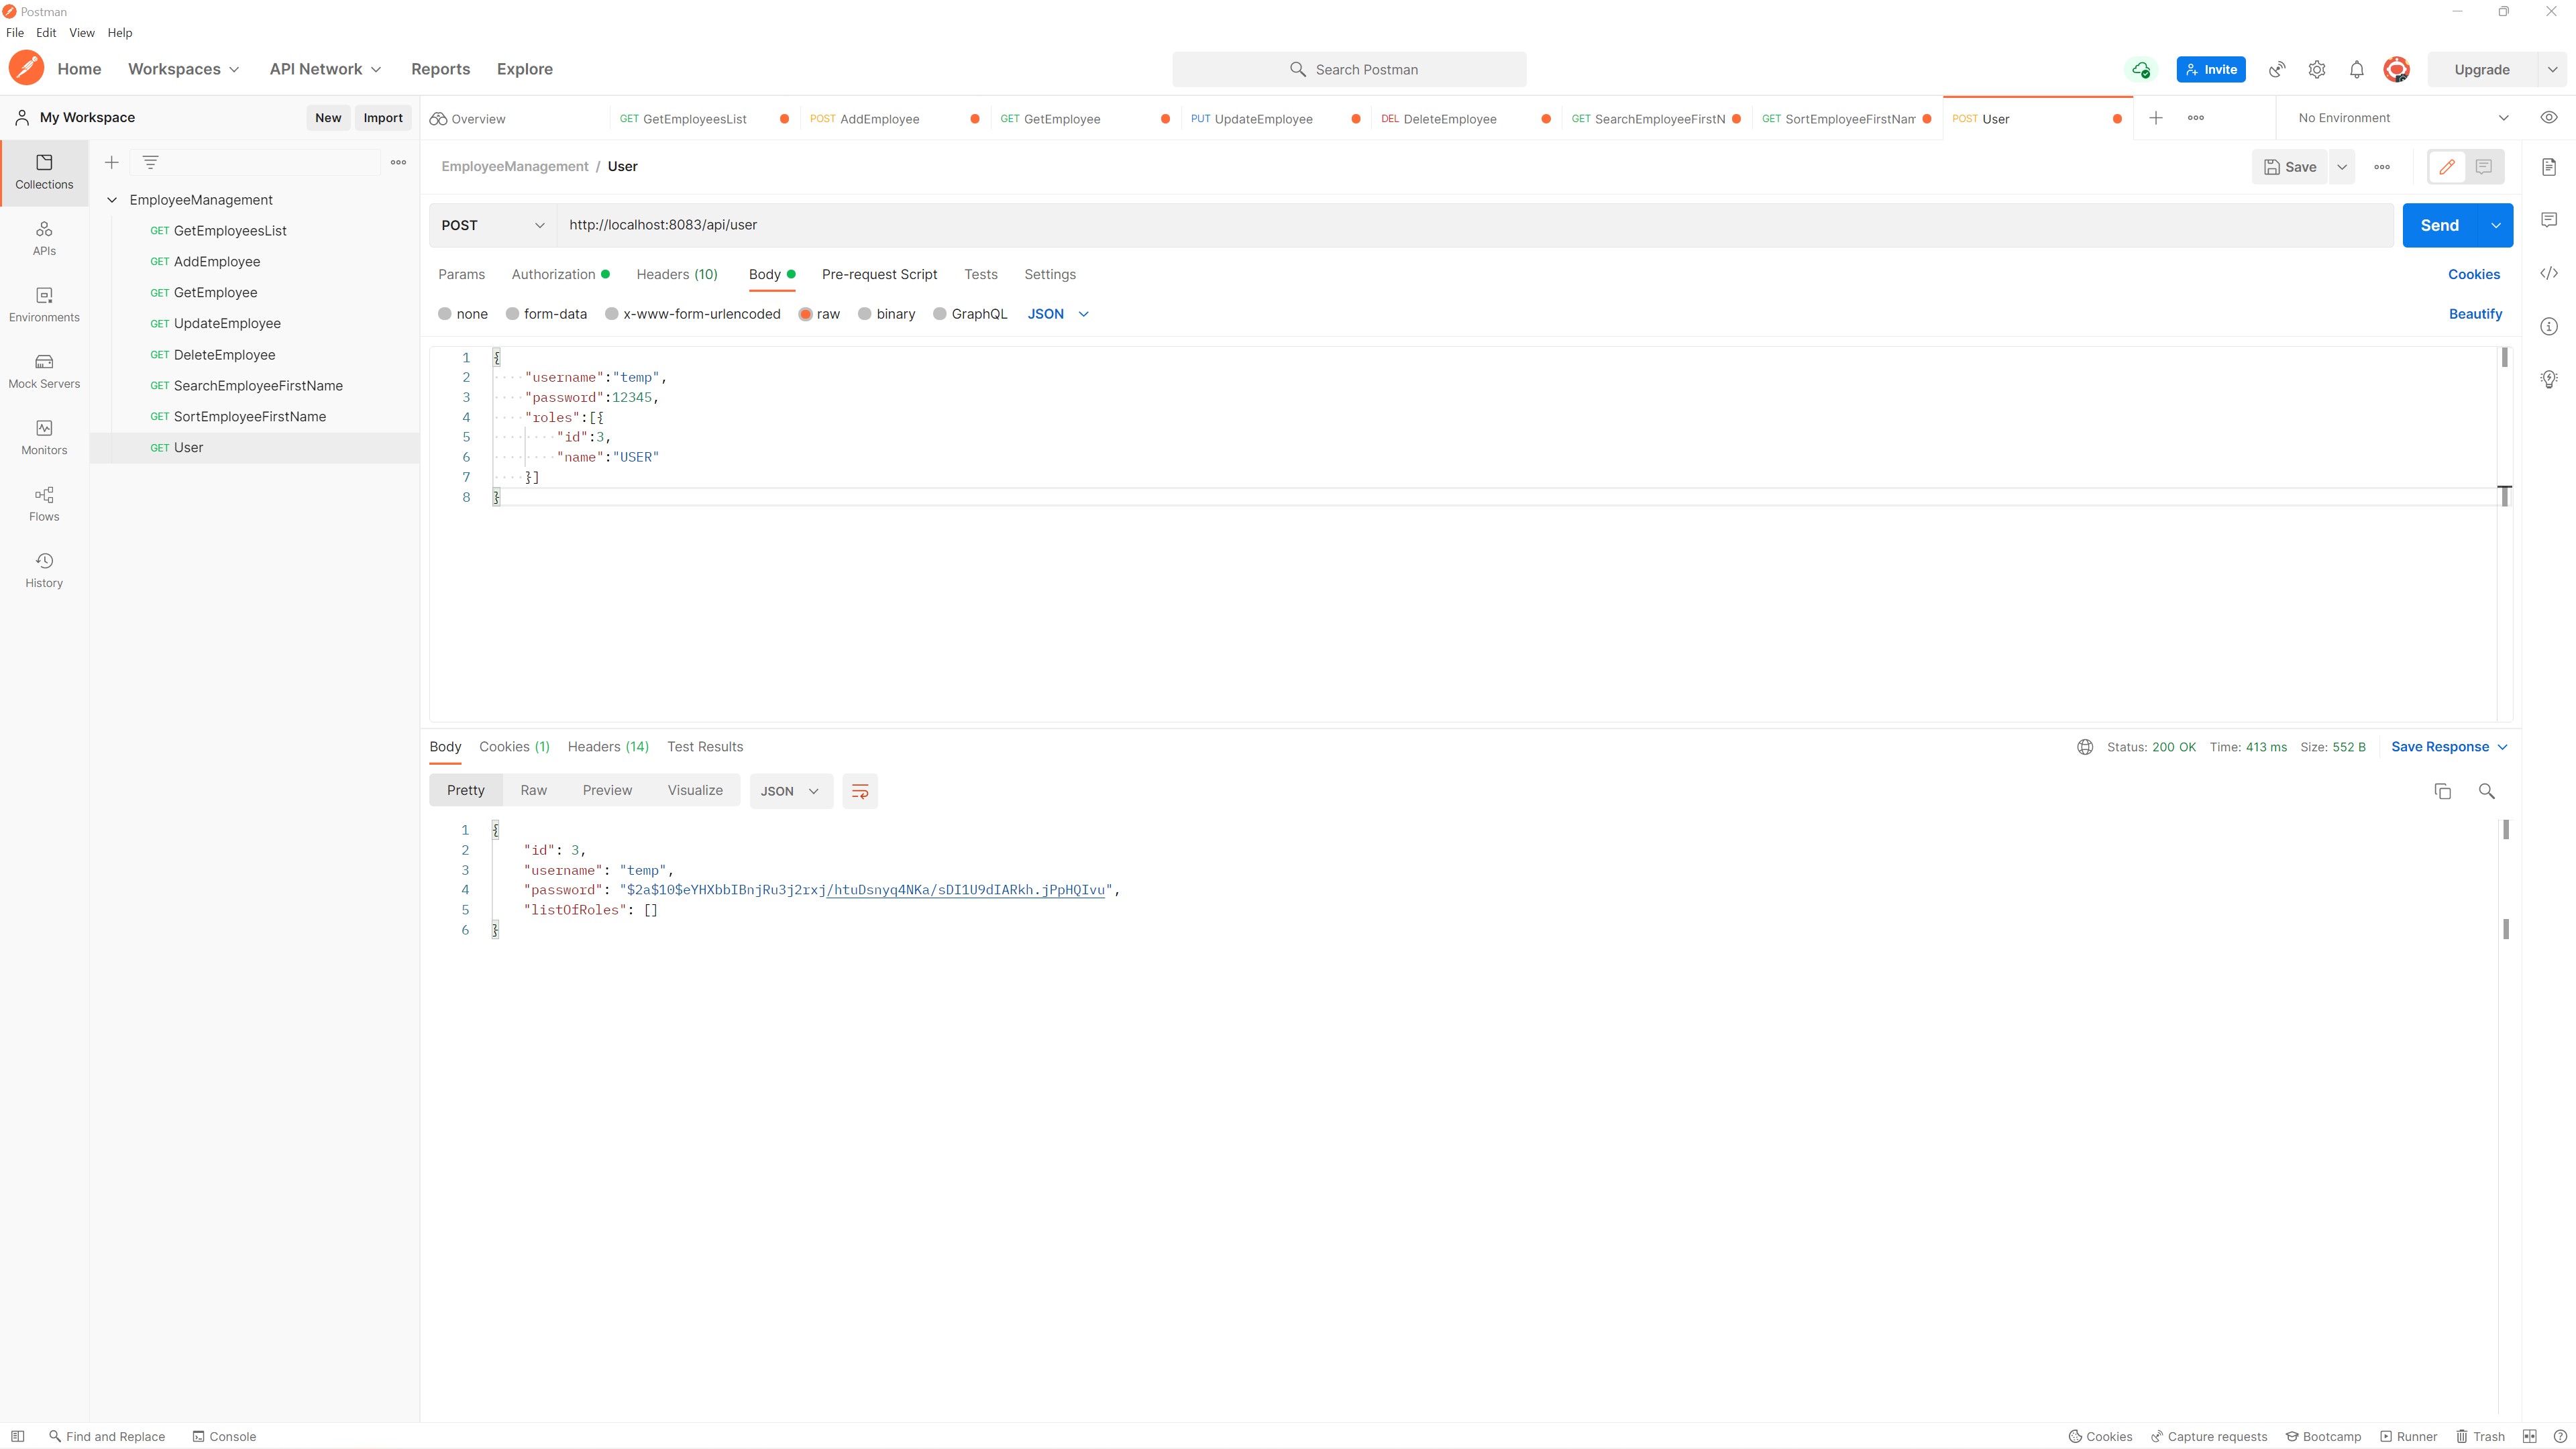 Postman
File Edit View Help
Home Workspaces API Network Reports Explore Search Postman Invite Upgrade
My Workspace New Import Overview GET GetEmployeesList POST AddEmployee GET GetEmployee PUT UpdateEmployee DEL DeleteEmployee GET SearchEmployeeFirstN GET SortEmployeeFirstNam POST User No Environment
Collections
APIs
Environments
Mock Servers
Monitors
Flows
History
EmployeeManagement
GET GetEmployeesList
GET AddEmployee
GET GetEmployee
GET UpdateEmployee
GET DeleteEmployee
GET SearchEmployeeFirstName
GET SortEmployeeFirstName
GET User
EmployeeManagement / User Save
POST http://localhost:8083/api/user Send
Params Authorization Headers (10) Body Pre-request Script Tests Settings Cookies
none form-data x-www-form-urlencoded raw binary GraphQL JSON Beautify
1 {
2 "username":"temp",
3 "password":12345,
4 "roles":[{
5 "id":3,
6 "name":"USER"
7 }]
8 }
Body Cookies (1) Headers (14) Test Results Status: 200 OK Time: 413 ms Size: 552 B Save Response
Pretty Raw Preview Visualize JSON
1 {
2 "id": 3,
3 "username": "temp",
4 "password": "$2a$10$eYHXbbIBnjRu3j2rxj/htuDsnyq4NKa/sDI1U9dIARkh.jPpHQIvu",
5 "listOfRoles": []
6 }
Find and Replace Console Cookies Capture requests Bootcamp Runner Trash